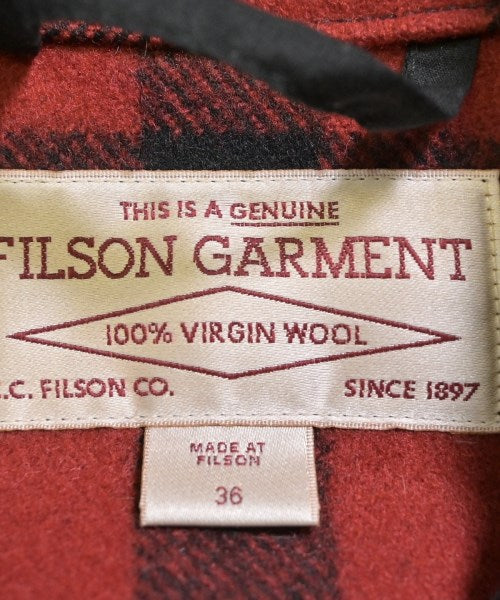 THIS IS A GENUINE
FILSON GARMENT
100% VIRGIN WOOL
.C. FILSON CO. SINCE 1897
MADE AT
FILSON
36